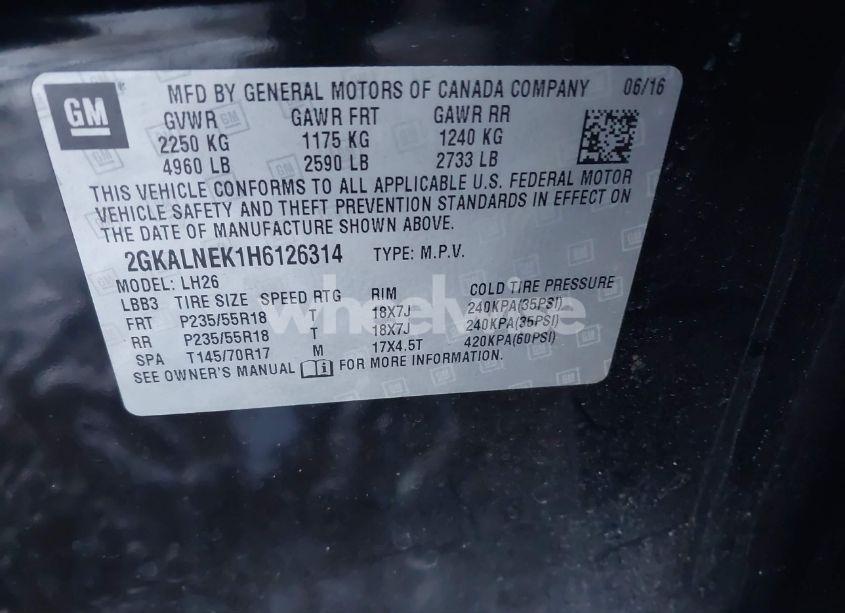 GM
MFD BY GENERAL MOTORS OF CANADA COMPANY 06/16
GVWR GAWR FRT GAWR RR
2250 KG 1175 KG 1240 KG
4960 LB 2590 LB 2733 LB
THIS VEHICLE CONFORMS TO ALL APPLICABLE U.S. FEDERAL MOTOR
VEHICLE SAFETY AND THEFT PREVENTION STANDARDS IN EFFECT ON
THE DATE OF MANUFACTURE SHOWN ABOVE.
2GKALNEK1H6126314 TYPE: M.P.V.
MODEL: LH26
LBB3 TIRE SIZE SPEED RTG RIM COLD TIRE PRESSURE
FRT P235/55R18 T 18X7J 240KPA(35PSI)
RR P235/55R18 T 18X7J 240KPA(35PSI)
SPA T145/70R17 M 17X4.5T 420KPA(60PSI)
SEE OWNER'S MANUAL i FOR MORE INFORMATION.
wheelwise